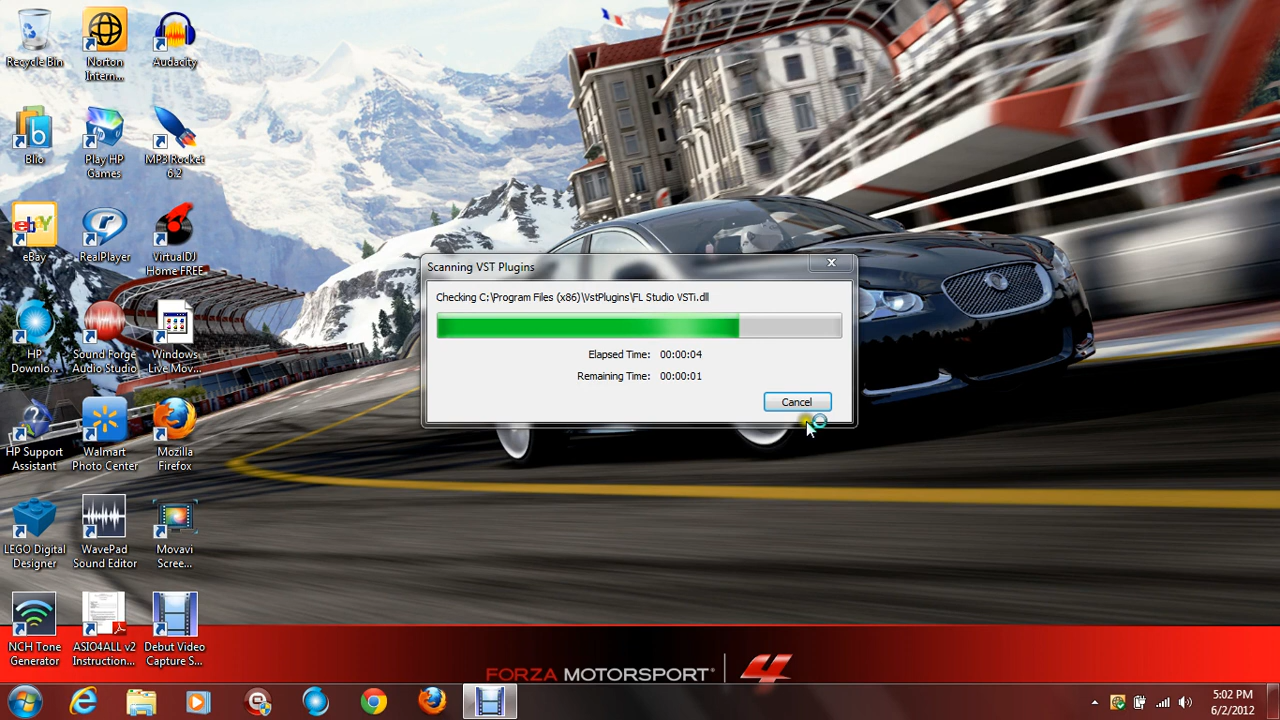 Recycle Bin
Norton
Intern...
Audacity
Blio
Play HP
Games
MP3 Rocket
6.2
eBay
RealPlayer
VirtualDJ
Home FREE
HP
Downlo...
Sound Forge
Audio Studio
Windows
Live Mov...
HP Support
Assistant
Walmart
Photo Center
Mozilla
Firefox
LEGO Digital
Designer
WavePad
Sound Editor
Movavi
Scree...
NCH Tone
Generator
ASIO4ALL v2
Instruction...
Debut Video
Capture S...
Scanning VST Plugins
Checking C:\Program Files (x86)\VstPlugins\FL Studio VSTi.dll
Elapsed Time: 00:00:04
Remaining Time: 00:00:01
Cancel
FORZA MOTORSPORT 4
5:02 PM
6/2/2012